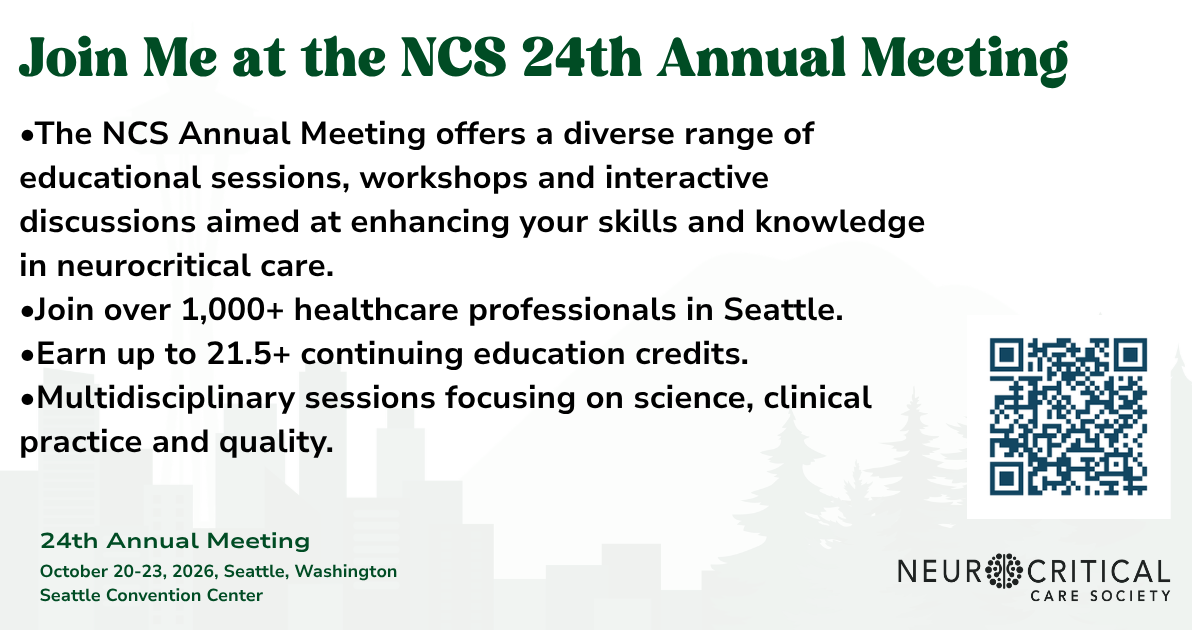 Join Me at the NCS 24th Annual Meeting
•The NCS Annual Meeting offers a diverse range of
educational sessions, workshops and interactive
discussions aimed at enhancing your skills and knowledge
in neurocritical care.
•Join over 1,000+ healthcare professionals in Seattle.
•Earn up to 21.5+ continuing education credits.
•Multidisciplinary sessions focusing on science, clinical
practice and quality.
24th Annual Meeting
October 20-23, 2026, Seattle, Washington
Seattle Convention Center
NEUROCRITICAL
CARE SOCIETY